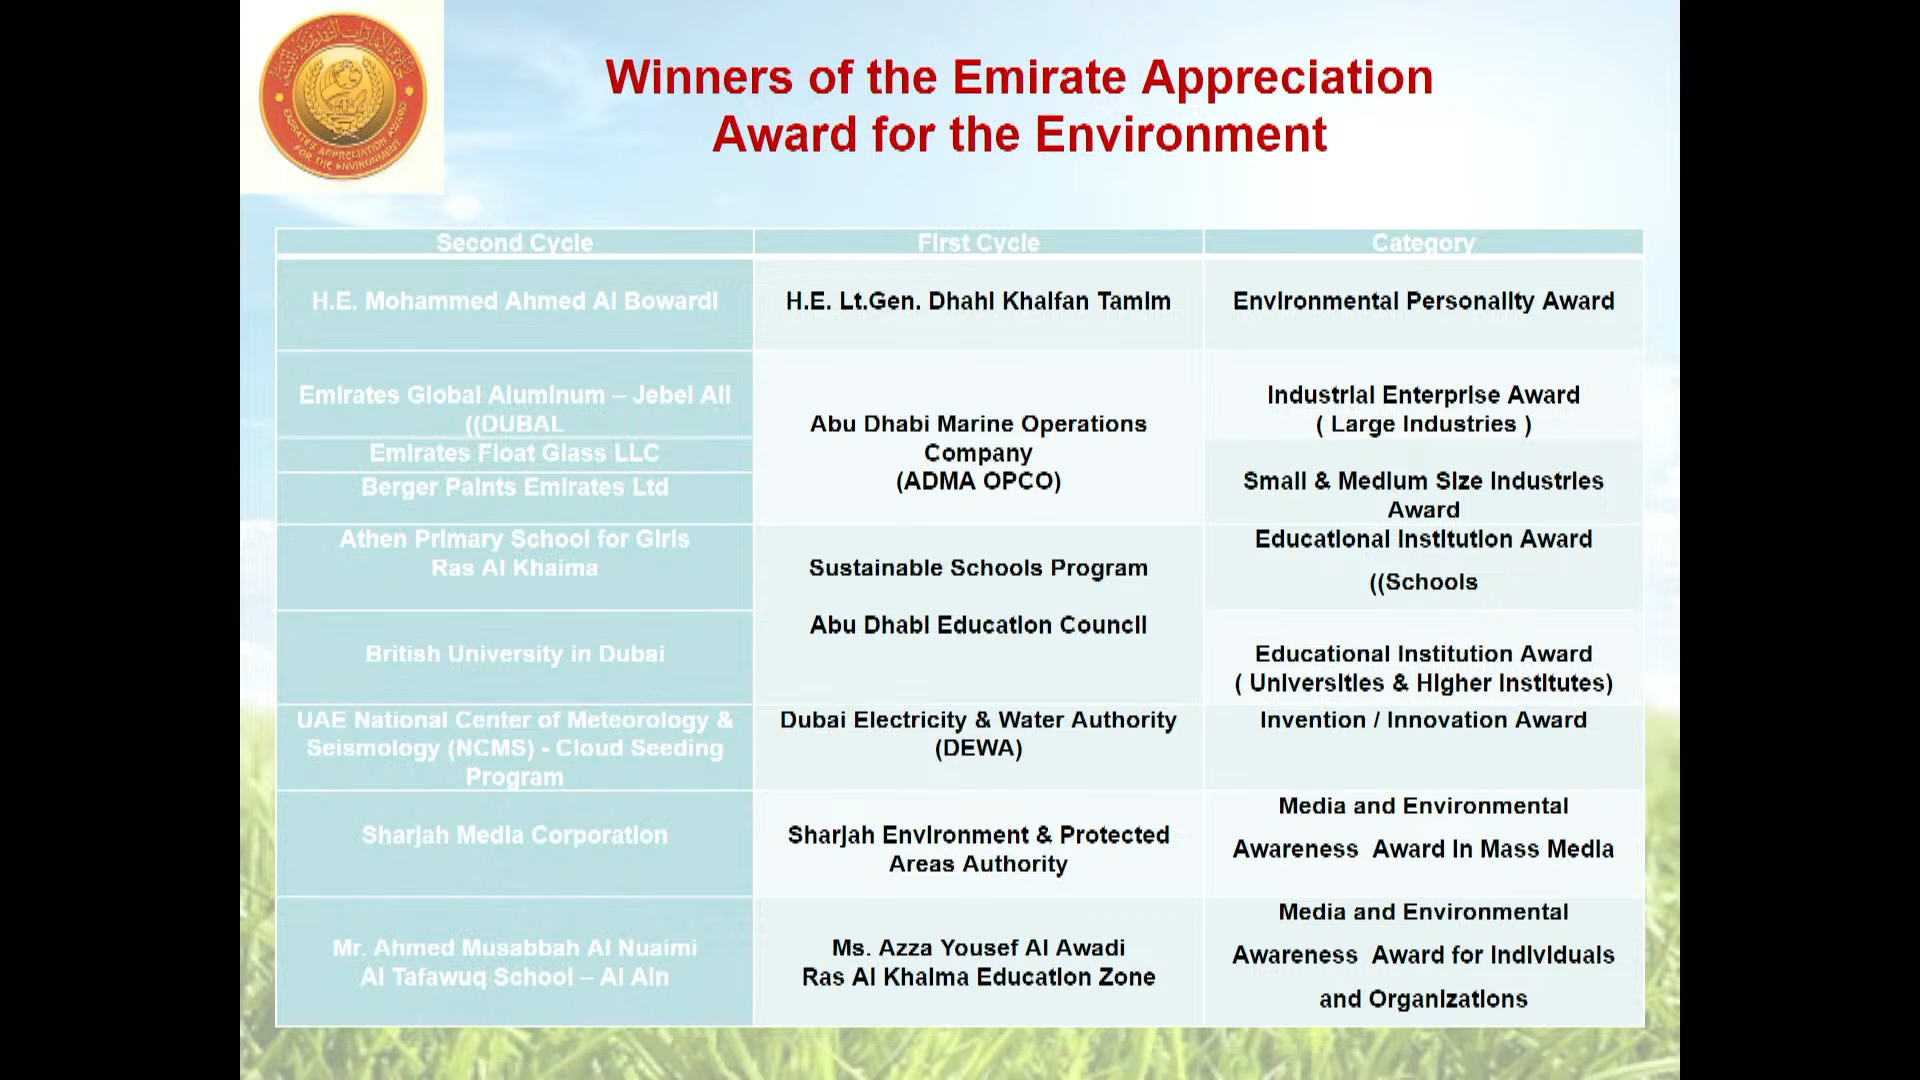 EMIRATES APPRECIATION AWARD
FOR THE ENVIRONMENT
Winners of the Emirate Appreciation
Award for the Environment
Second Cycle
First Cycle
Category
H.E. Mohammed Ahmed Al Bowardi
H.E. Lt.Gen. Dhahi Khalfan Tamim
Environmental Personality Award
Emirates Global Aluminum – Jebel Ali
((DUBAL
Emirates Float Glass LLC
Berger Paints Emirates Ltd
Abu Dhabi Marine Operations
Company
(ADMA OPCO)
Industrial Enterprise Award
( Large Industries )
Small & Medium Size Industries
Award
Athen Primary School for Girls
Ras Al Khaima
Sustainable Schools Program
Abu Dhabi Education Council
Educational Institution Award
((Schools
British University in Dubai
Educational Institution Award
( Universities & Higher Institutes)
UAE National Center of Meteorology &
Seismology (NCMS) - Cloud Seeding
Program
Dubai Electricity & Water Authority
(DEWA)
Invention / Innovation Award
Sharjah Media Corporation
Sharjah Environment & Protected
Areas Authority
Media and Environmental
Awareness  Award in Mass Media
Mr. Ahmed Musabbah Al Nuaimi
Al Tafawuq School – Al Ain
Ms. Azza Yousef Al Awadi
Ras Al Khaima Education Zone
Media and Environmental
Awareness  Award for Individuals
and Organizations